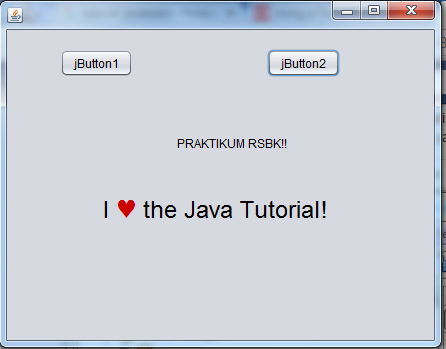 jButton1 jButton2
PRAKTIKUM RSBK!!
I ♥ the Java Tutorial!